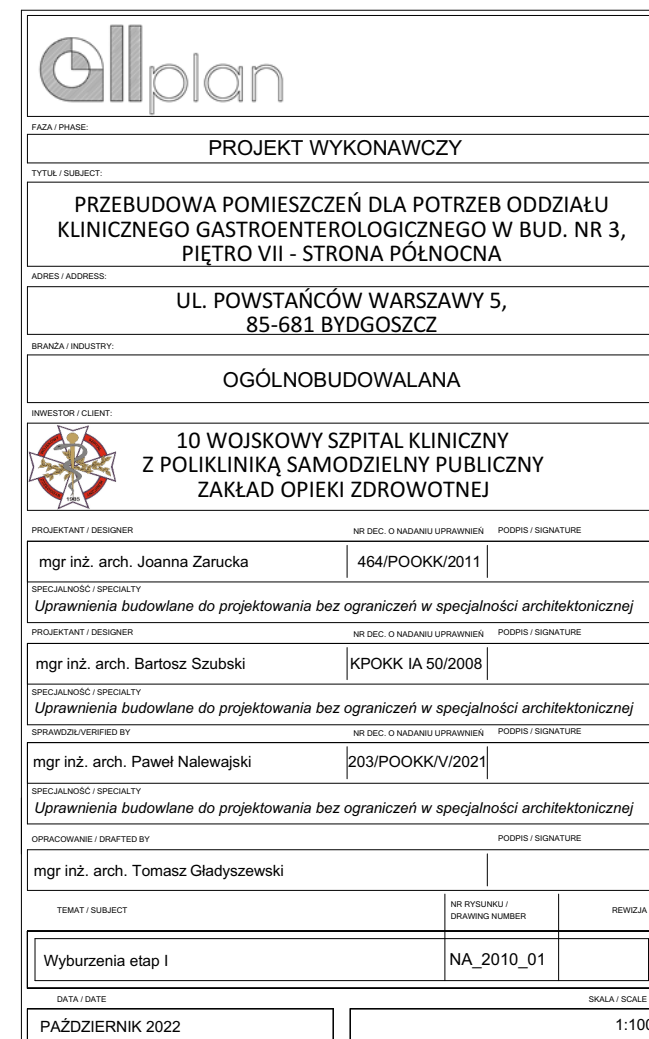 allplan
FAZA / PHASE:
PROJEKT WYKONAWCZY
TYTUŁ / SUBJECT:
PRZEBUDOWA POMIESZCZEŃ DLA POTRZEB ODDZIAŁU
KLINICZNEGO GASTROENTEROLOGICZNEGO W BUD. NR 3,
PIĘTRO VII - STRONA PÓŁNOCNA
ADRES / ADDRESS:
UL. POWSTAŃCÓW WARSZAWY 5,
85-681 BYDGOSZCZ
BRANŻA / INDUSTRY:
OGÓLNOBUDOWALANA
INWESTOR / CLIENT:
10 WOJSKOWY SZPITAL KLINICZNY
Z POLIKLINIKĄ SAMODZIELNY PUBLICZNY
ZAKŁAD OPIEKI ZDROWOTNEJ
PROJEKTANT / DESIGNER NR DEC. O NADANIU UPRAWNIEŃ PODPIS / SIGNATURE
mgr inż. arch. Joanna Zarucka 464/POOKK/2011
SPECJALNOŚĆ / SPECIALTY
Uprawnienia budowlane do projektowania bez ograniczeń w specjalności architektonicznej
PROJEKTANT / DESIGNER NR DEC. O NADANIU UPRAWNIEŃ PODPIS / SIGNATURE
mgr inż. arch. Bartosz Szubski KPOKK IA 50/2008
SPECJALNOŚĆ / SPECIALTY
Uprawnienia budowlane do projektowania bez ograniczeń w specjalności architektonicznej
SPRAWDZIŁ/VERIFIED BY NR DEC. O NADANIU UPRAWNIEŃ PODPIS / SIGNATURE
mgr inż. arch. Paweł Nalewajski 203/POOKK/V/2021
SPECJALNOŚĆ / SPECIALTY
Uprawnienia budowlane do projektowania bez ograniczeń w specjalności architektonicznej
OPRACOWANIE / DRAFTED BY PODPIS / SIGNATURE
mgr inż. arch. Tomasz Gładyszewski
TEMAT / SUBJECT NR RYSUNKU / DRAWING NUMBER REWIZJA
Wyburzenia etap I NA_2010_01
DATA / DATE SKALA / SCALE
PAŹDZIERNIK 2022 1:100